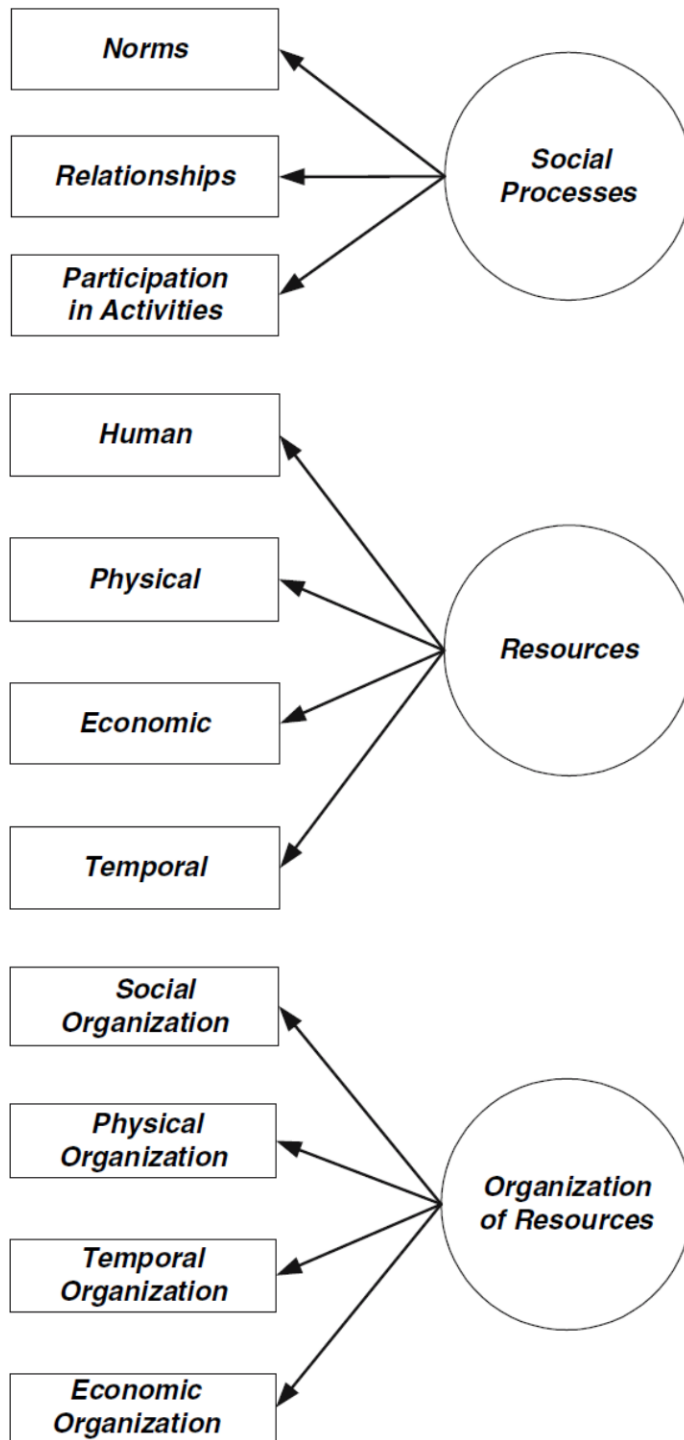 Norms
Relationships
Participation
in Activities
Social
Processes
Human
Physical
Economic
Temporal
Resources
Social
Organization
Physical
Organization
Temporal
Organization
Economic
Organization
Organization
of Resources